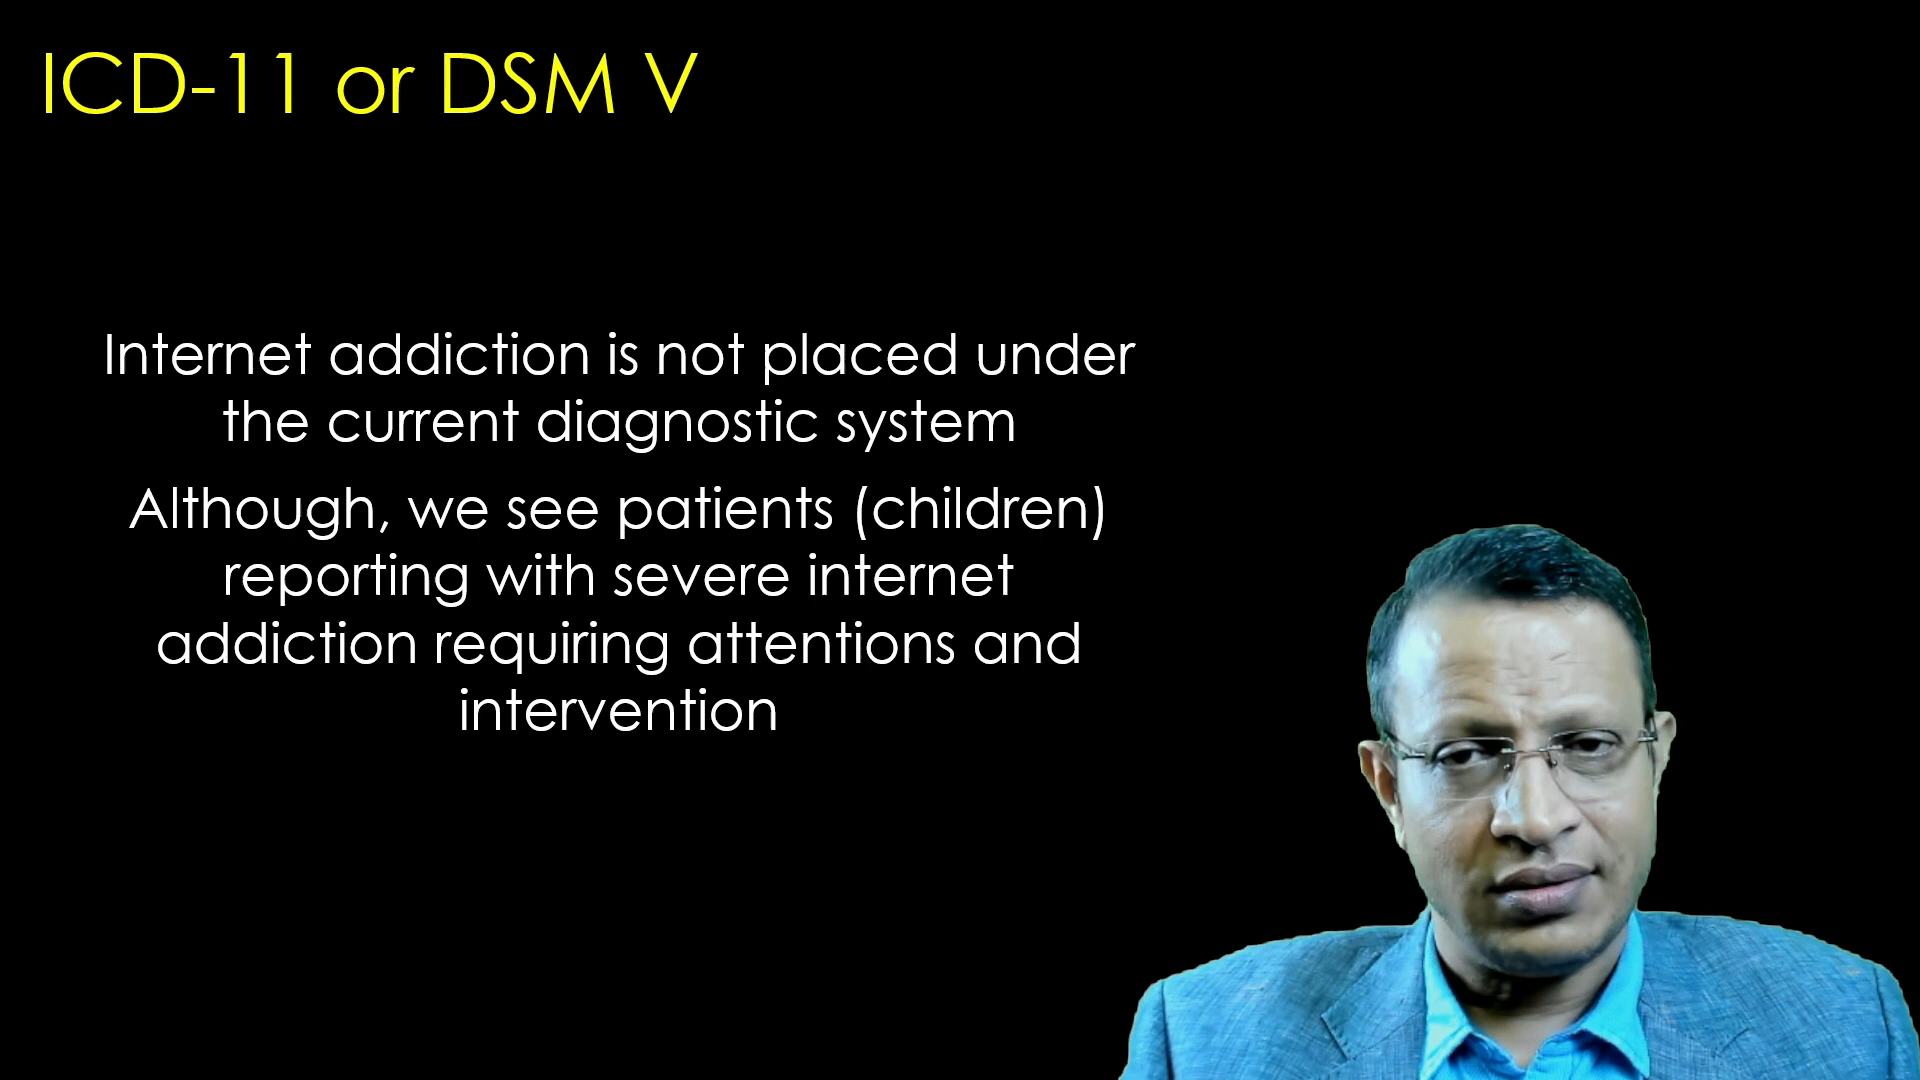 ICD-11 or DSM V
Internet addiction is not placed under
the current diagnostic system
Although, we see patients (children)
reporting with severe internet
addiction requiring attentions and
intervention